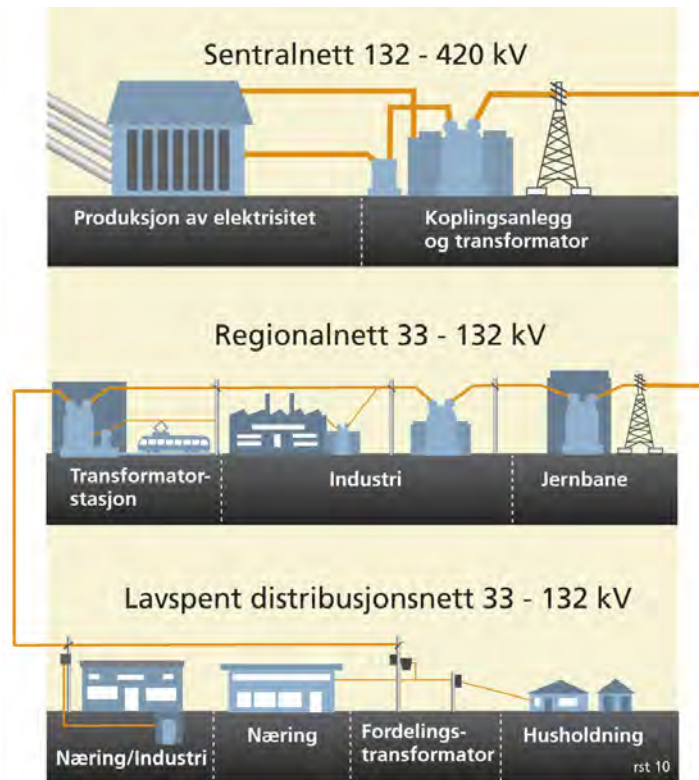 Sentralnett 132 - 420 kV
Produksjon av elektrisitet
Koplingsanlegg
og transformator
Regionalnett 33 - 132 kV
Transformator-
stasjon
Industri
Jernbane
Lavspent distribusjonsnett 33 - 132 kV
Næring/Industri
Næring
Fordelings-
transformator
Husholdning
rst 10